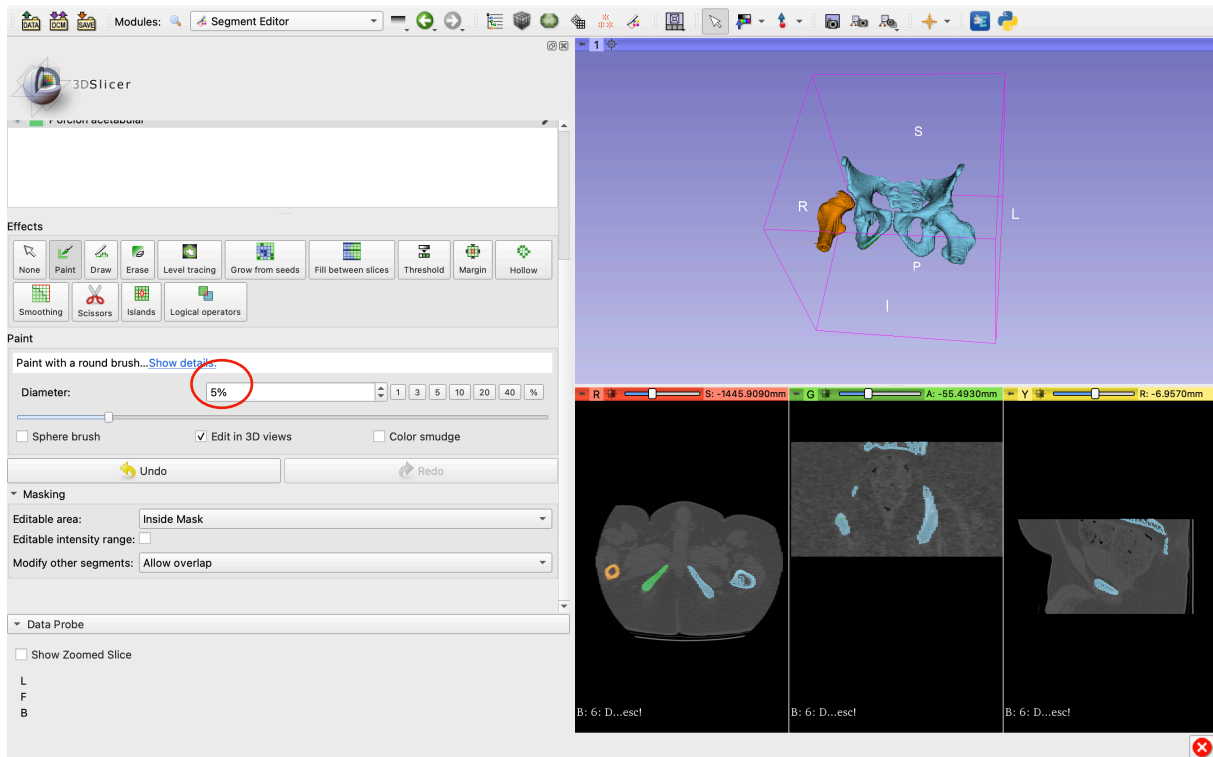 DATA DCM SAVE Modules: Segment Editor
1
3DSlicer
Porcion acetabular
S
R
L
P
I
Effects
None Paint Draw Erase Level tracing Grow from seeds Fill between slices Threshold Margin Hollow
Smoothing Scissors Islands Logical operators
Paint
Paint with a round brush...Show details.
Diameter: 5% 1 3 5 10 20 40 %
Sphere brush Edit in 3D views Color smudge
Undo Redo
Masking
Editable area: Inside Mask
Editable intensity range:
Modify other segments: Allow overlap
Data Probe
Show Zoomed Slice
L
F
B
R S: -1445.9090mm G A: -55.4930mm Y R: -6.9570mm
B: 6: D...esc! B: 6: D...esc! B: 6: D...esc!